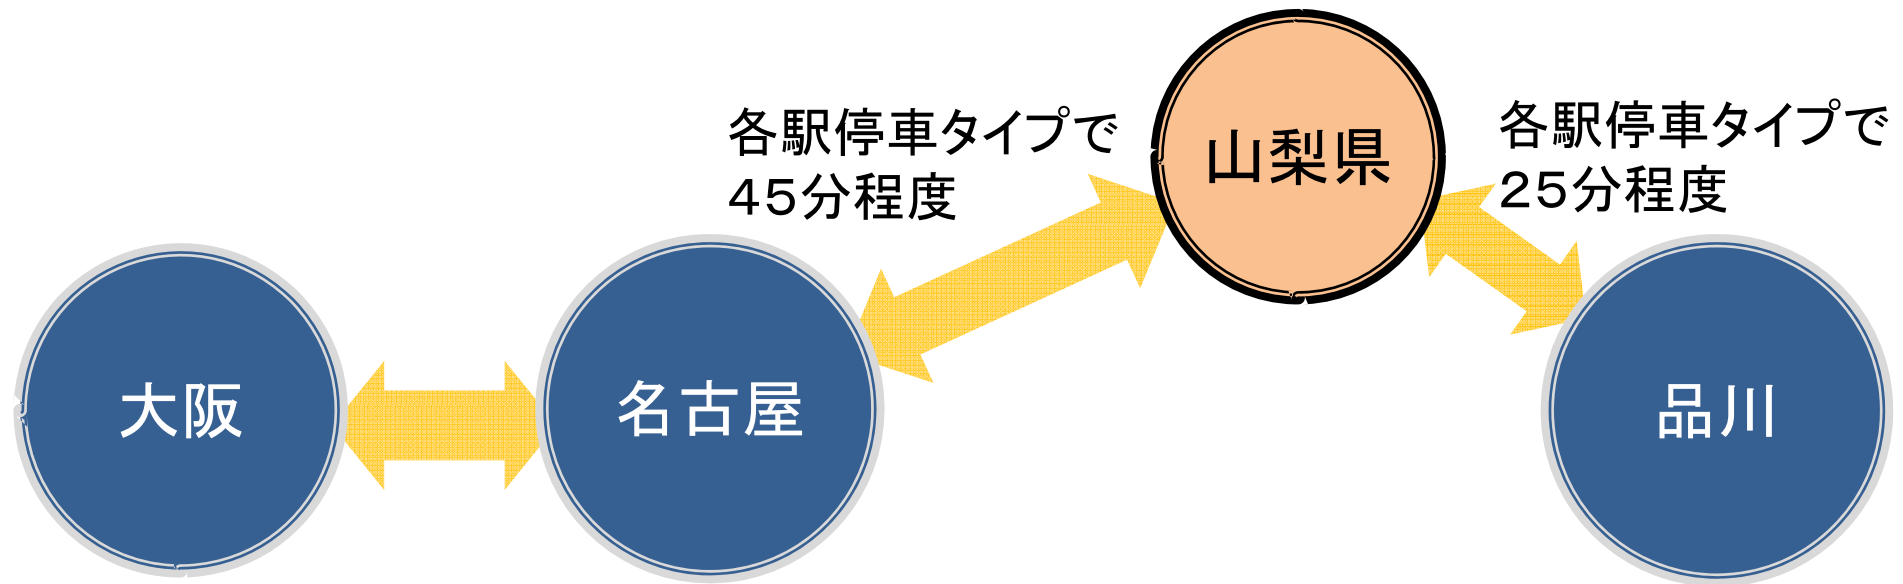 各駅停車タイプで
45分程度
山梨県
各駅停車タイプで
25分程度
大阪
名古屋
品川